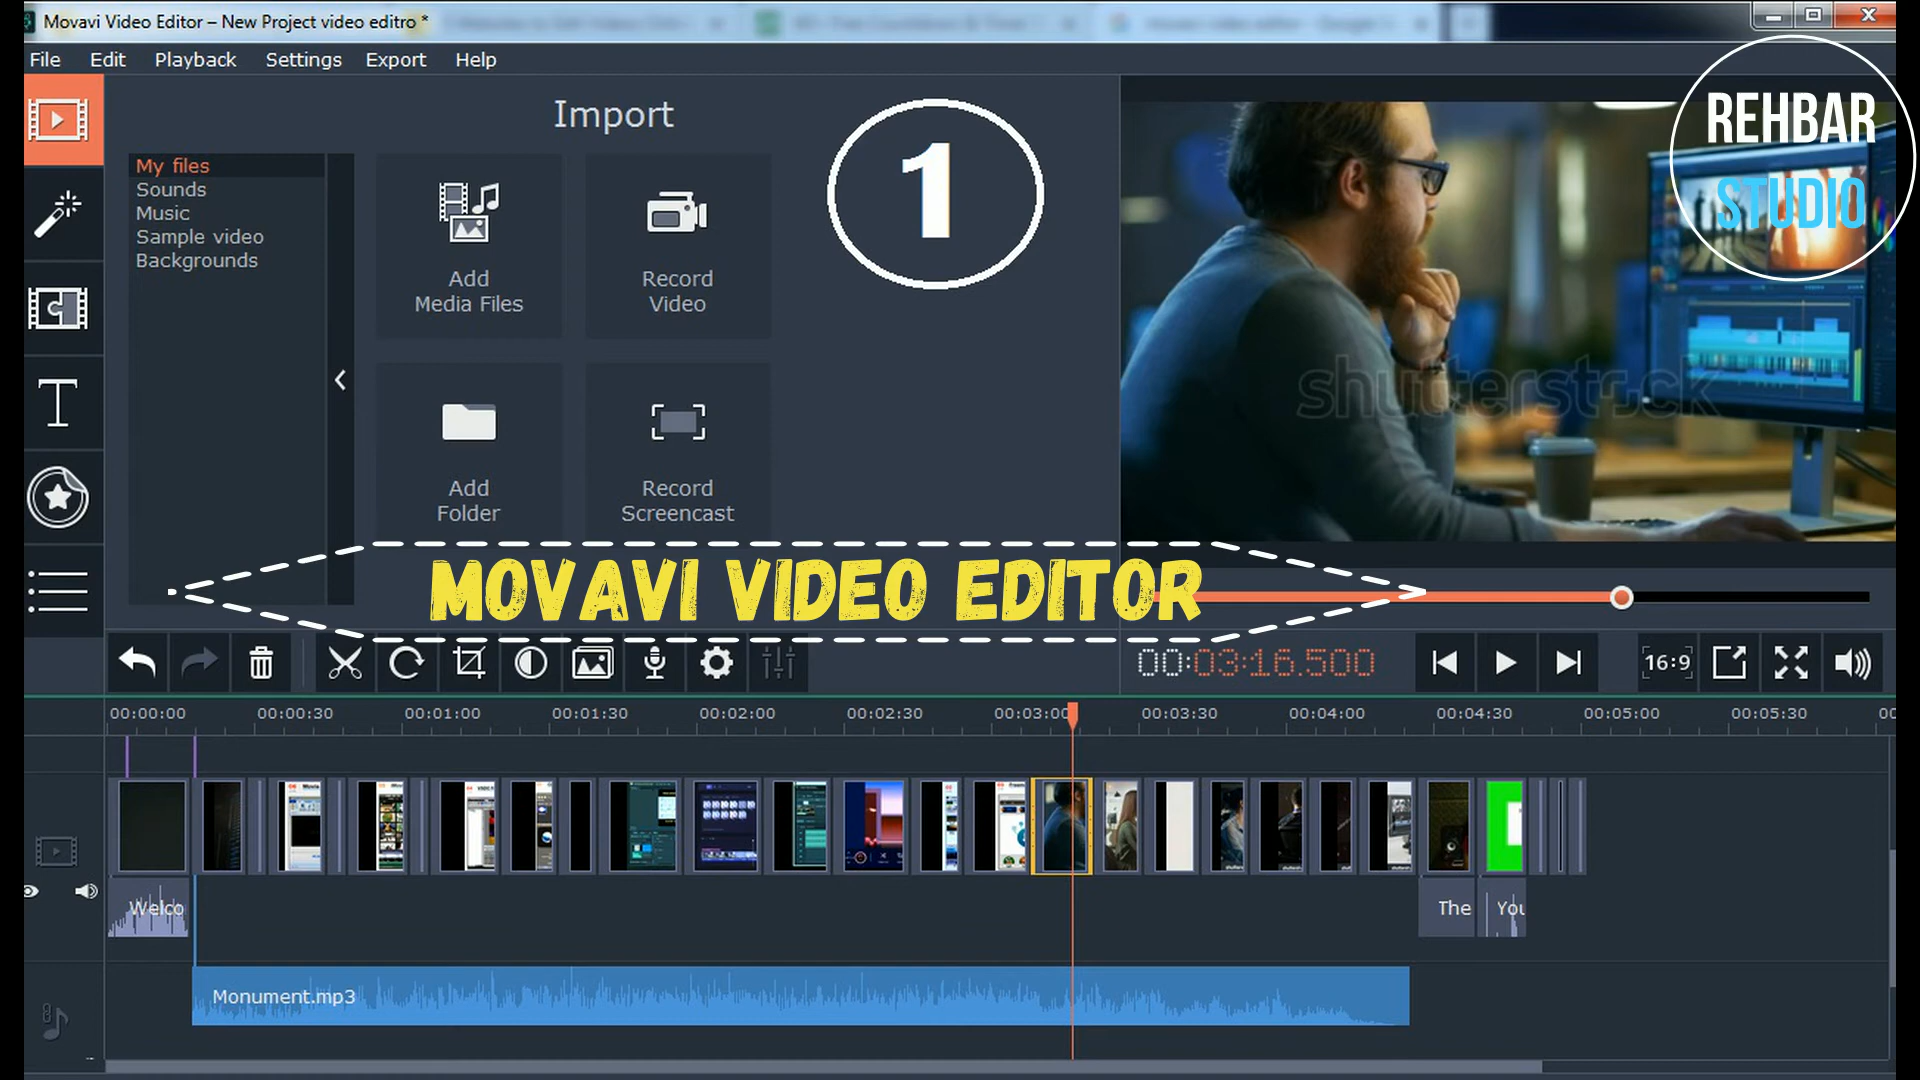 Movavi Video Editor – New Project video editro *
File Edit Playback Settings Export Help
REHBAR
STUDIO
Import
1
My files
Sounds
Music
Sample video
Backgrounds
Add
Media Files
Record
Video
Add
Folder
Record
Screencast
shutterstock
MOVAVI VIDEO EDITOR
00:03:16.500
16:9
00:00:00 00:00:30 00:01:00 00:01:30 00:02:00 00:02:30 00:03:00 00:03:30 00:04:00 00:04:30 00:05:00 00:05:30 00
Welco
The
You
Monument.mp3